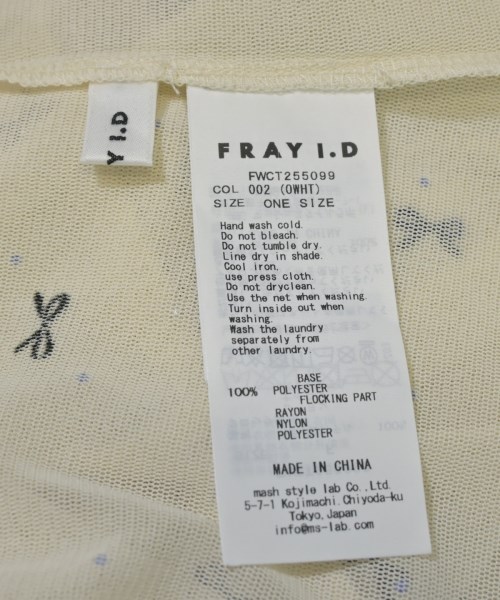 Y I.D
FRAY I.D
FWCT255099
COL 002 (OWHT)
SIZE ONE SIZE
Hand wash cold.
Do not bleach.
Do not tumble dry.
Line dry in shade.
Cool iron,
use press cloth.
Do not dryclean.
Use the net when washing.
Turn inside out when
washing.
Wash the laundry
separately from
other laundry.
BASE
100% POLYESTER
FLOCKING PART
RAYON
NYLON
POLYESTER
MADE IN CHINA
mash style lab Co., Ltd.
5-7-1 Kojimachi, Chiyoda-ku
Tokyo, Japan
info@ms-lab.com